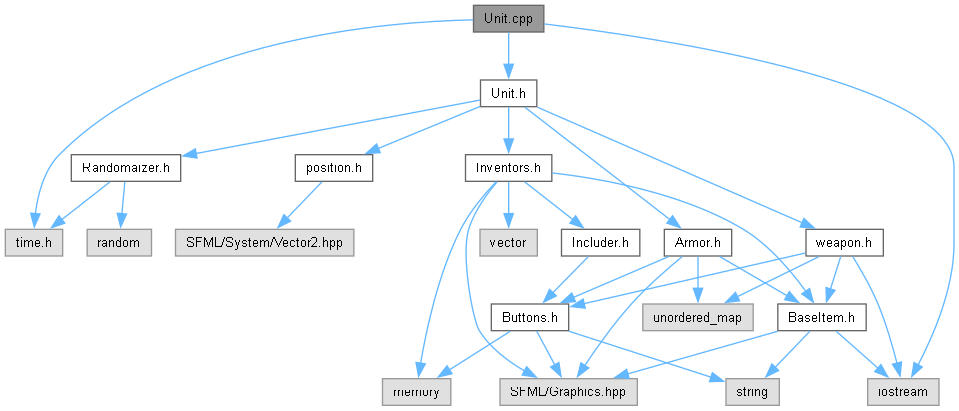 Unit.cpp
Unit.h
Randomaizer.h
position.h
Inventors.h
time.h
random
SFML/System/Vector2.hpp
vector
Includer.h
Armor.h
weapon.h
Buttons.h
unordered_map
BaseItem.h
memory
SFML/Graphics.hpp
string
iostream